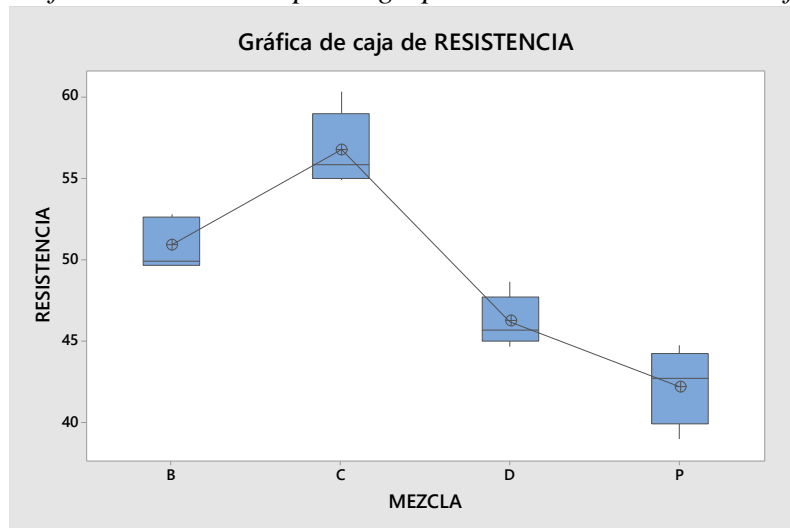 Gráfica de caja de RESISTENCIA
60
55
50
45
40
RESISTENCIA
B C D P
MEZCLA